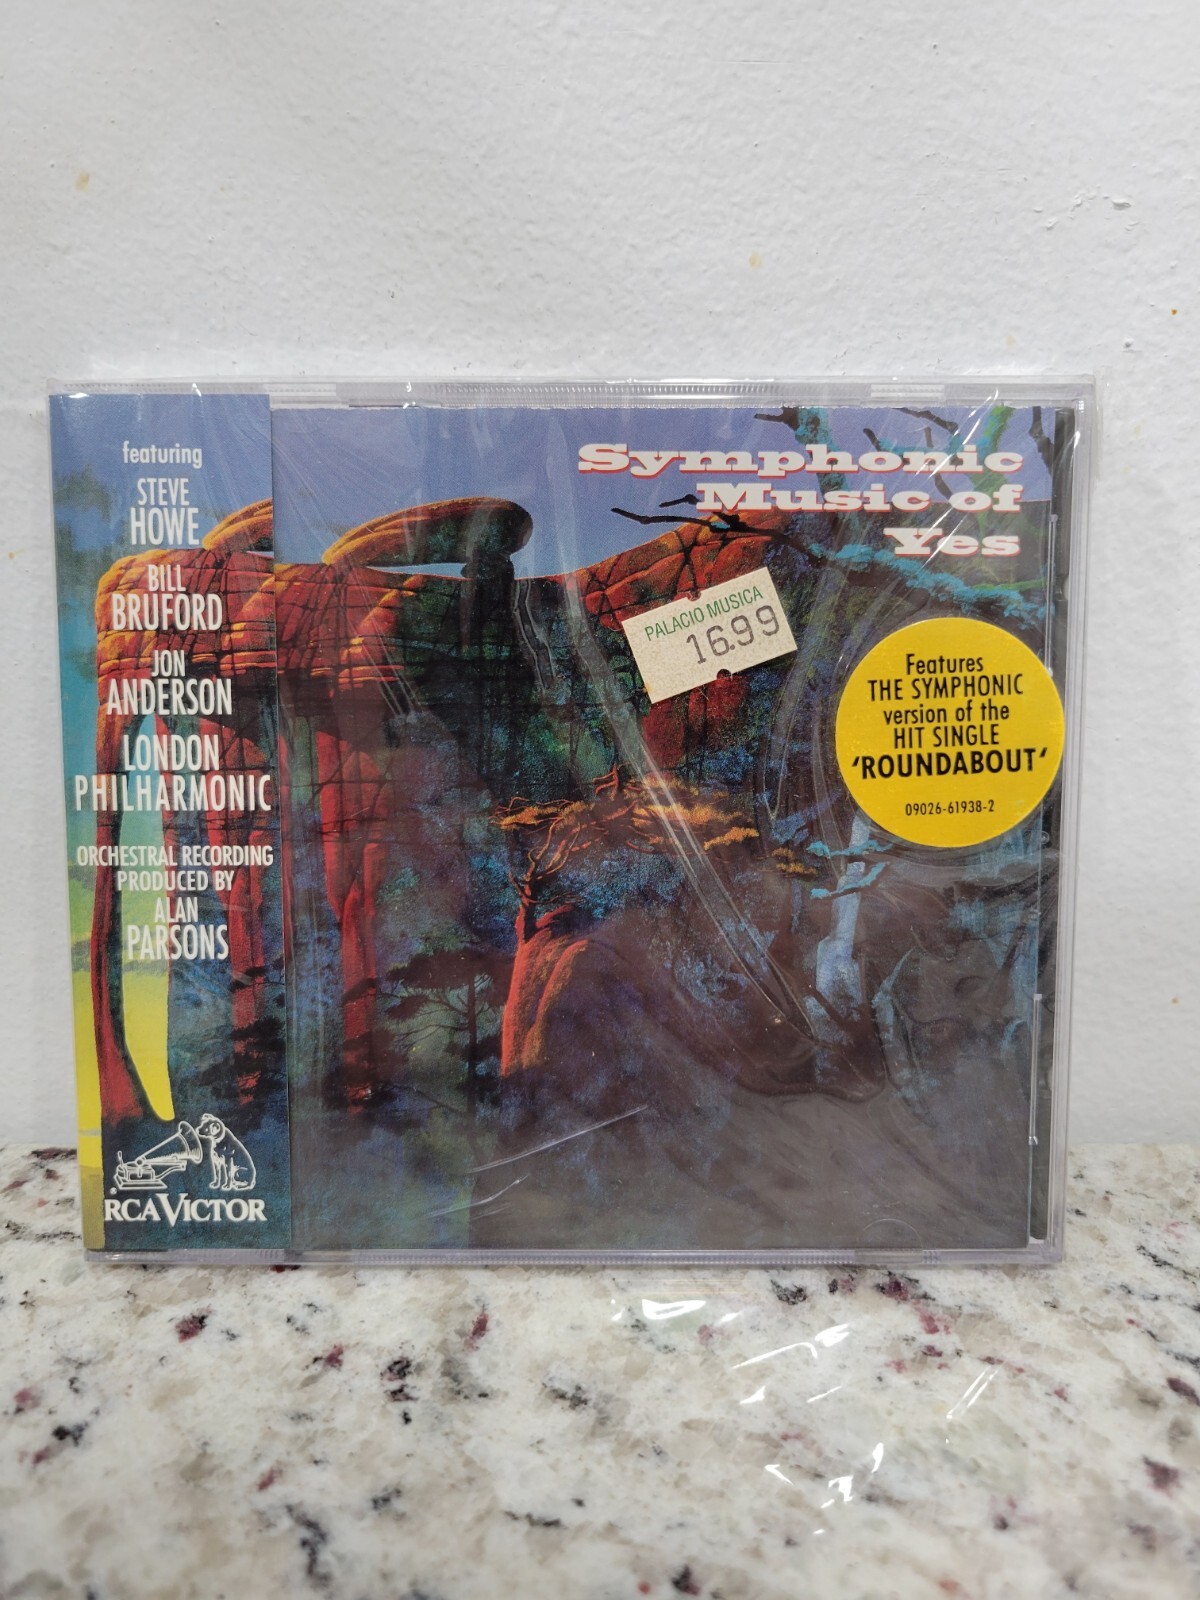 featuring
STEVE
HOWE
BILL
BRUFORD
JON
ANDERSON
LONDON
PHILHARMONIC
ORCHESTRAL RECORDING
PRODUCED BY
ALAN
PARSONS
®
RCA VICTOR
Symphonic
Music of
Yes
PALACIO MUSICA
16.99
Features
THE SYMPHONIC
version of the
HIT SINGLE
'ROUNDABOUT'
09026-61938-2